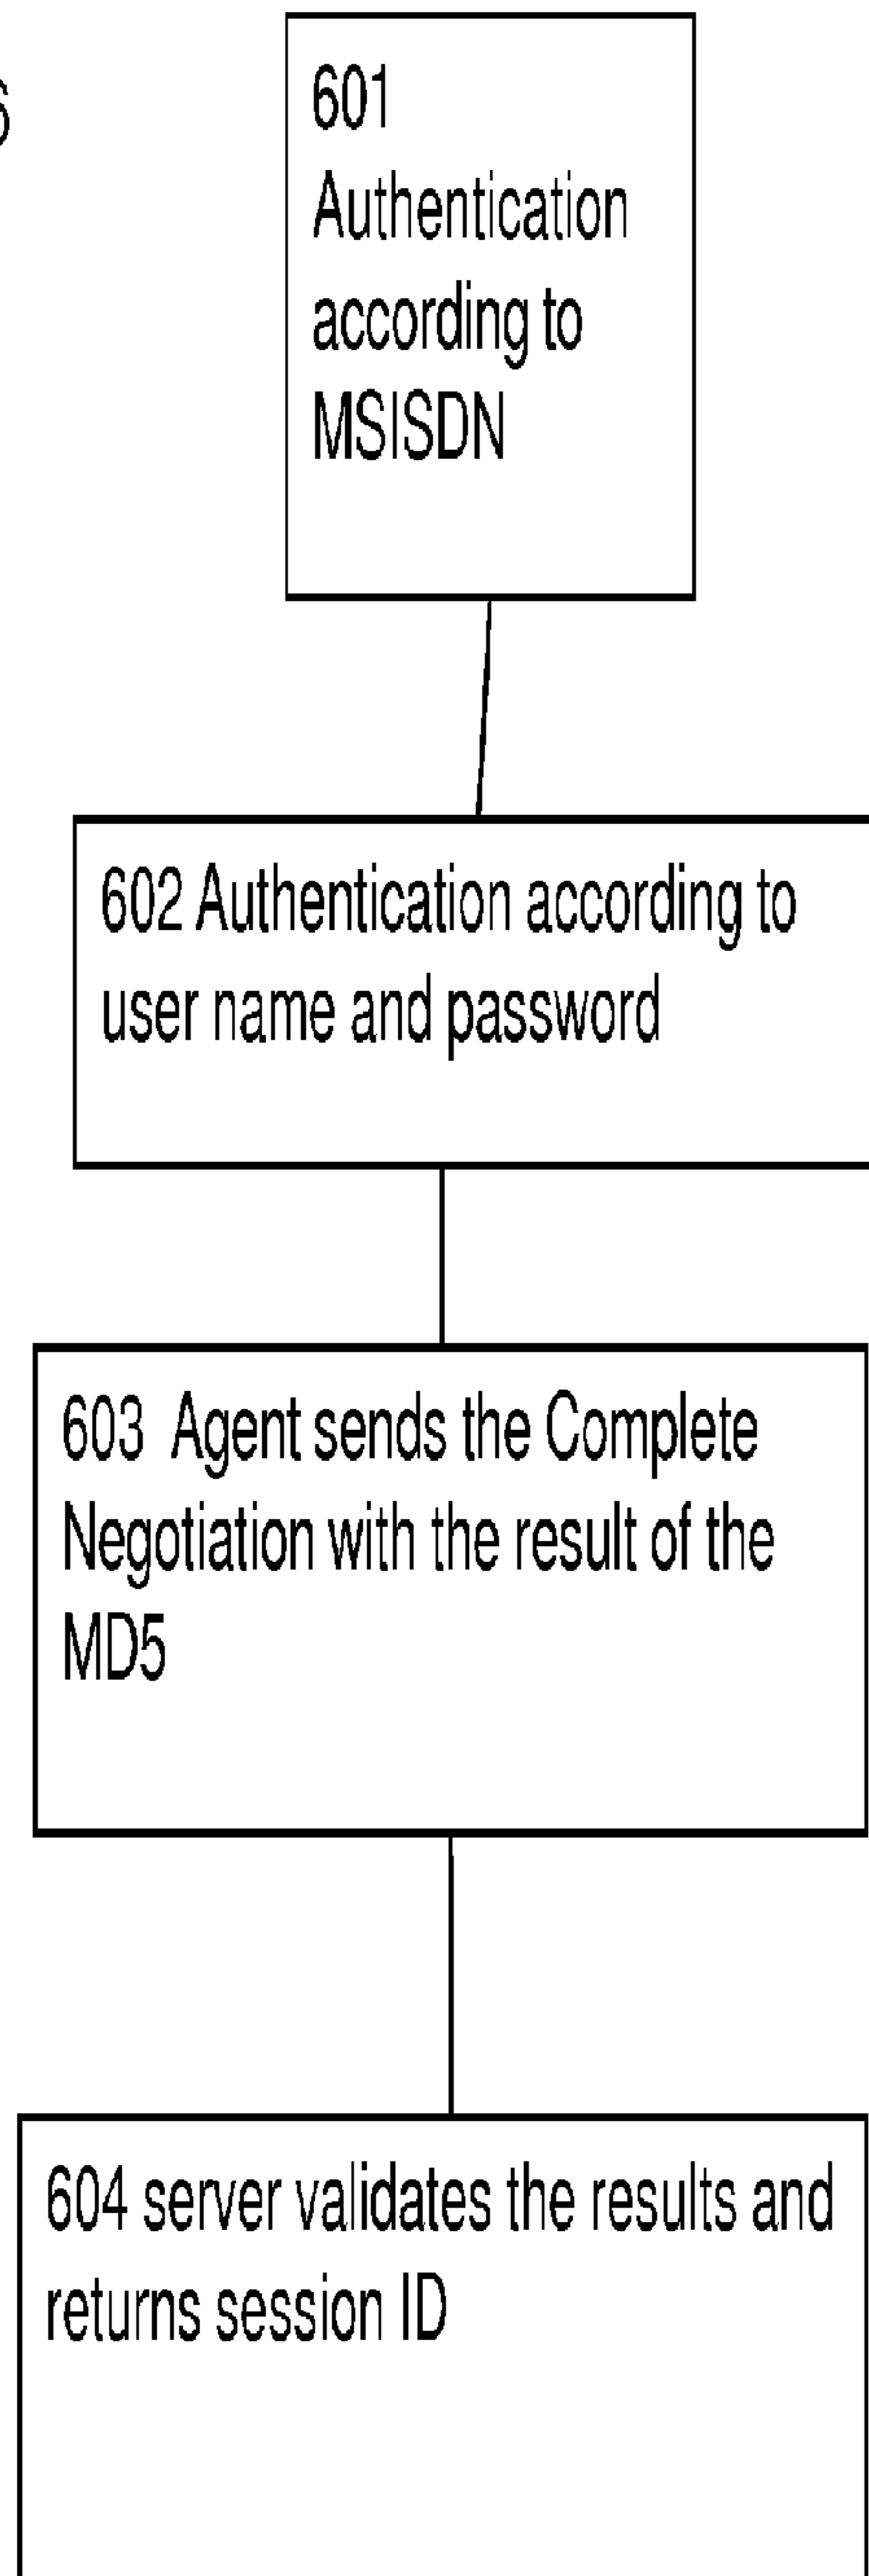 6
601
Authentication
according to
MSISDN
602 Authentication according to
user name and password
603 Agent sends the Complete
Negotiation with the result of the
MD5
604 server validates the results and
returns session ID